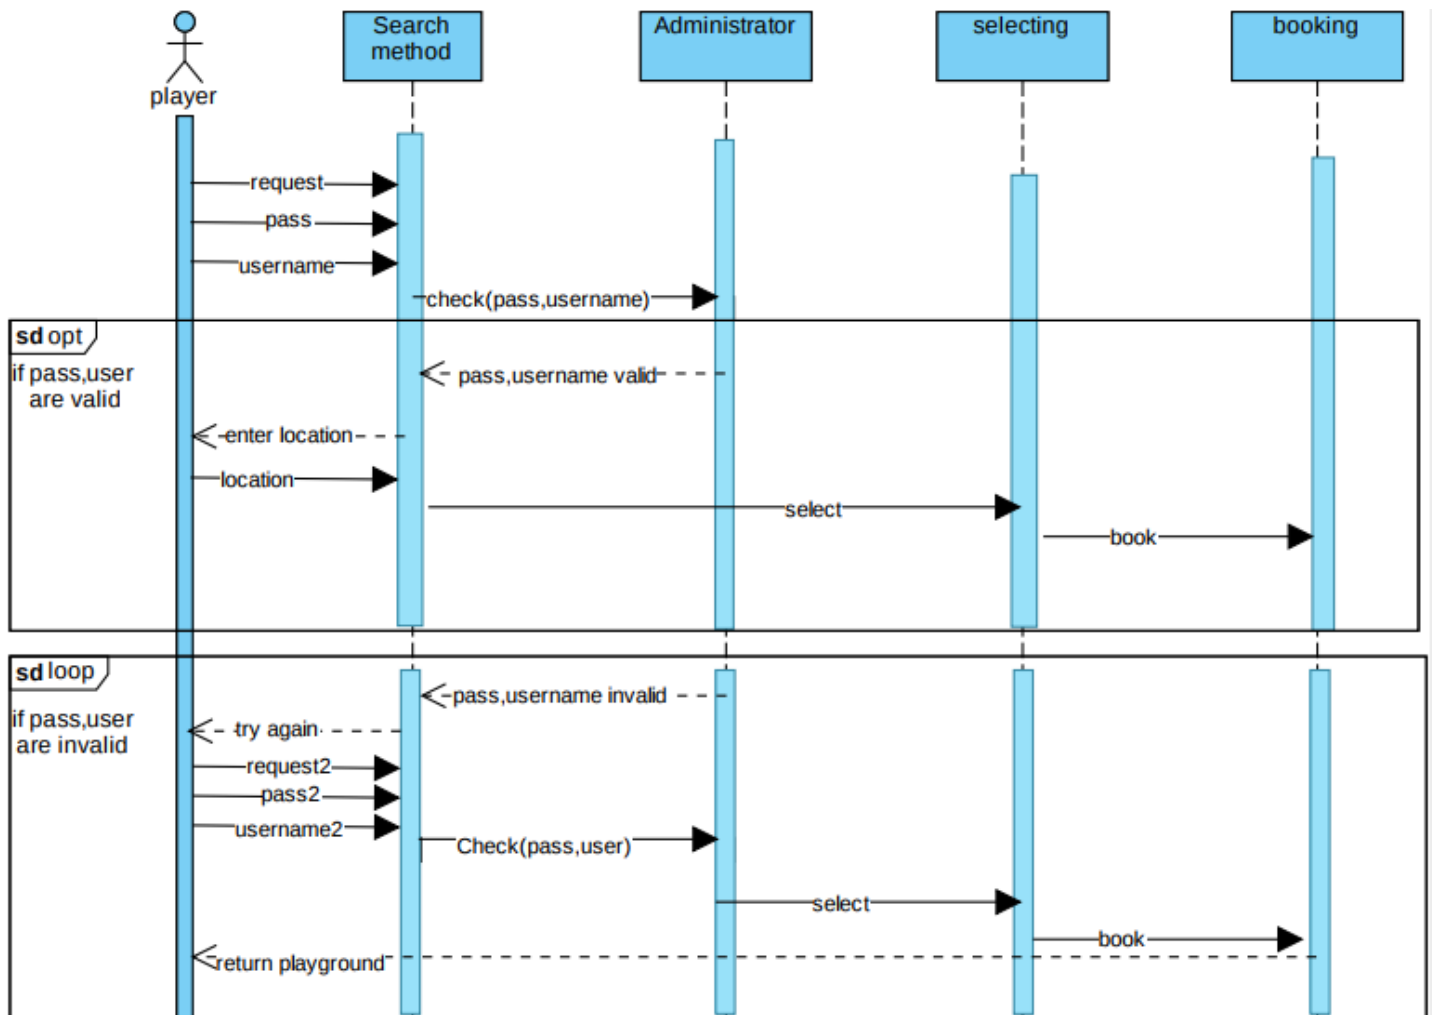 Search
method
Administrator
selecting
booking
player
request
pass
username
check(pass,username)
sd opt
if pass,user
are valid
pass,username valid
enter location
location
select
book
sd loop
if pass,user
are invalid
pass,username invalid
try again
request2
pass2
username2
Check(pass,user)
select
book
return playground